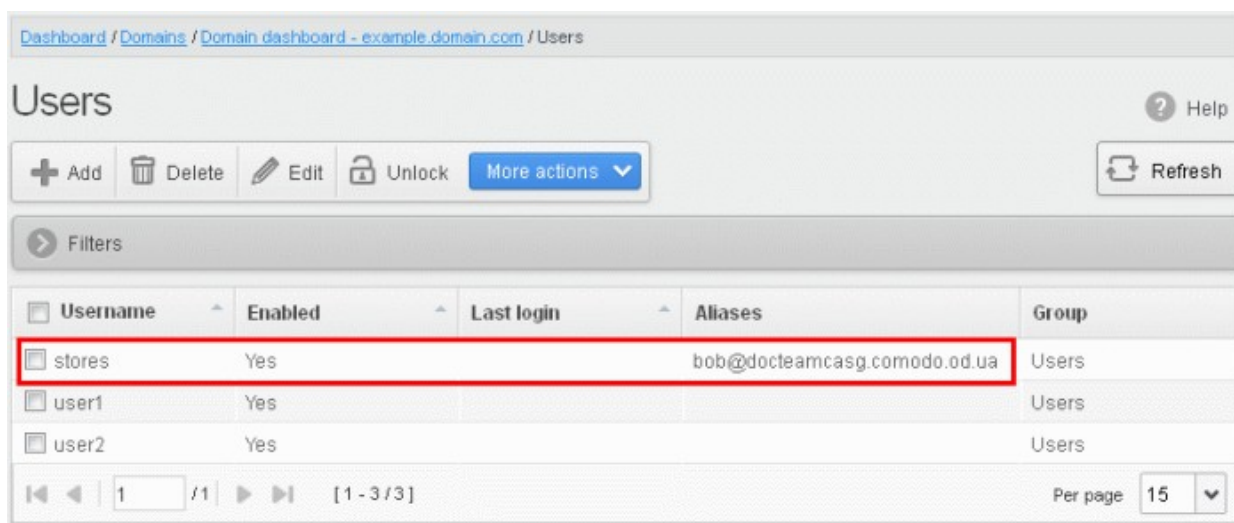 Dashboard / Domains / Domain dashboard - example.domain.com / Users
Users
Help
Add Delete Edit Unlock More actions
Refresh
Filters
Username Enabled Last login Aliases Group
stores Yes bob@docteamcasg.comodo.od.ua Users
user1 Yes Users
user2 Yes Users
1 /1 [1 - 3 / 3] Per page 15